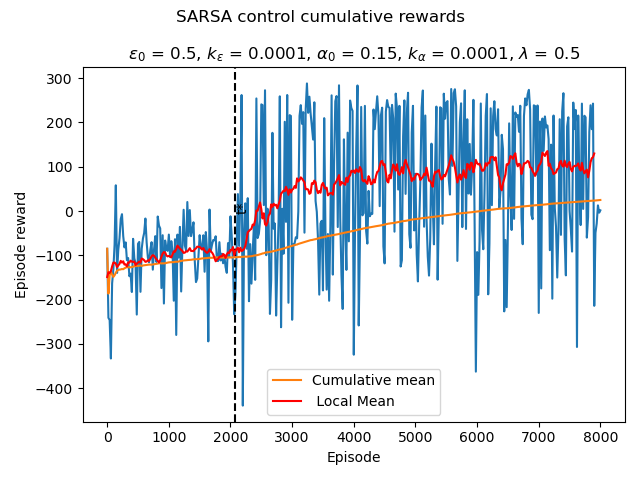 SARSA control cumulative rewards
ε₀ = 0.5, kε = 0.0001, α₀ = 0.15, kα = 0.0001, λ = 0.5
300
200
100
0
−100
−200
−300
−400
Episode reward
Cumulative mean
Local Mean
0
1000
2000
3000
4000
5000
6000
7000
8000
Episode